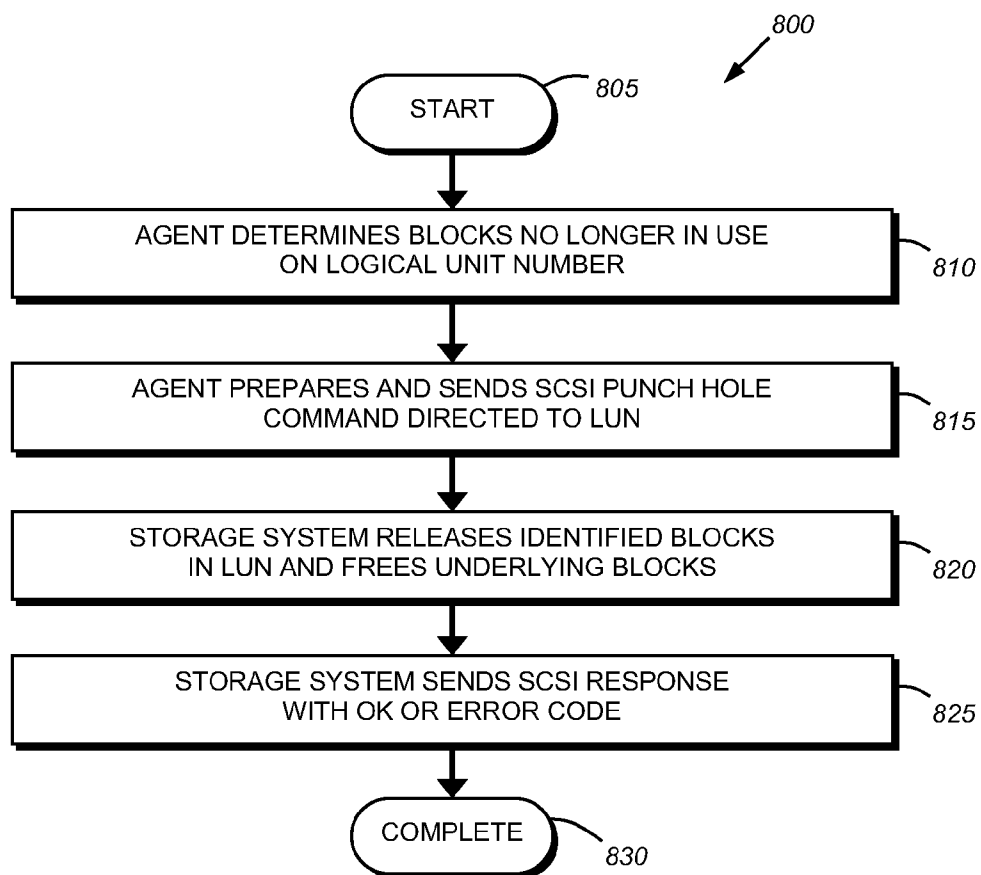 800
START
805
AGENT DETERMINES BLOCKS NO LONGER IN USE
ON LOGICAL UNIT NUMBER
810
AGENT PREPARES AND SENDS SCSI PUNCH HOLE
COMMAND DIRECTED TO LUN
815
STORAGE SYSTEM RELEASES IDENTIFIED BLOCKS
IN LUN AND FREES UNDERLYING BLOCKS
820
STORAGE SYSTEM SENDS SCSI RESPONSE
WITH OK OR ERROR CODE
825
COMPLETE
830